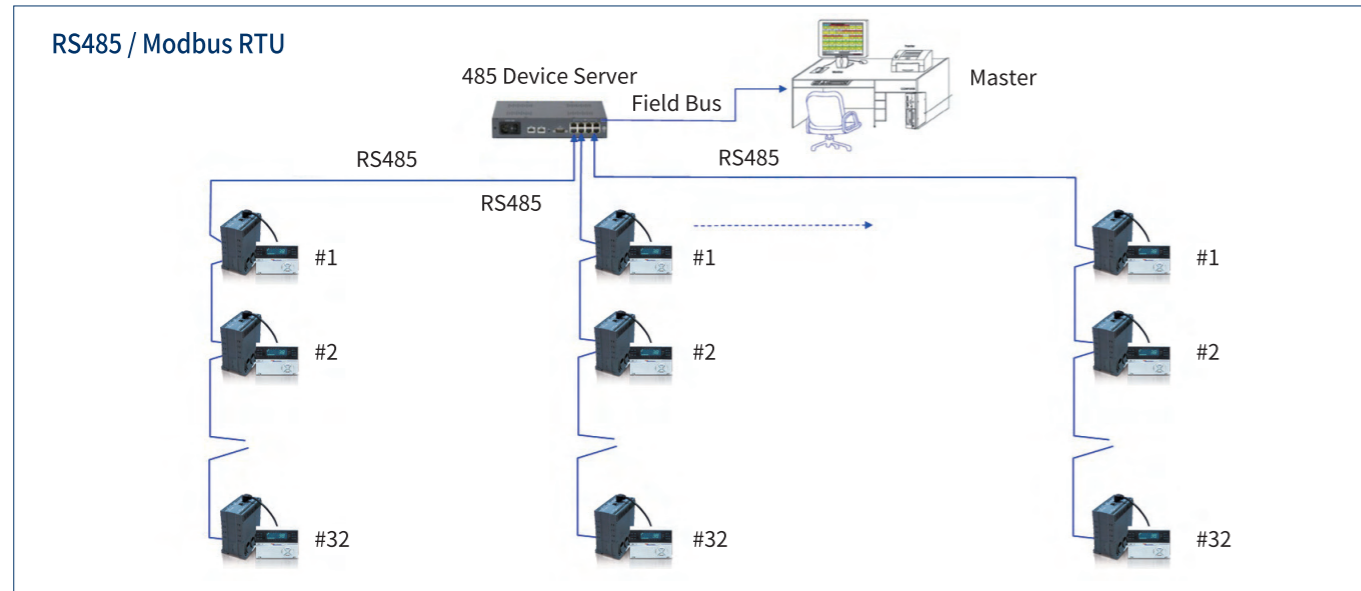 RS485 / Modbus RTU
485 Device Server
Field Bus
Master
RS485
RS485
RS485
#1
#1
#1
#2
#2
#2
#32
#32
#32